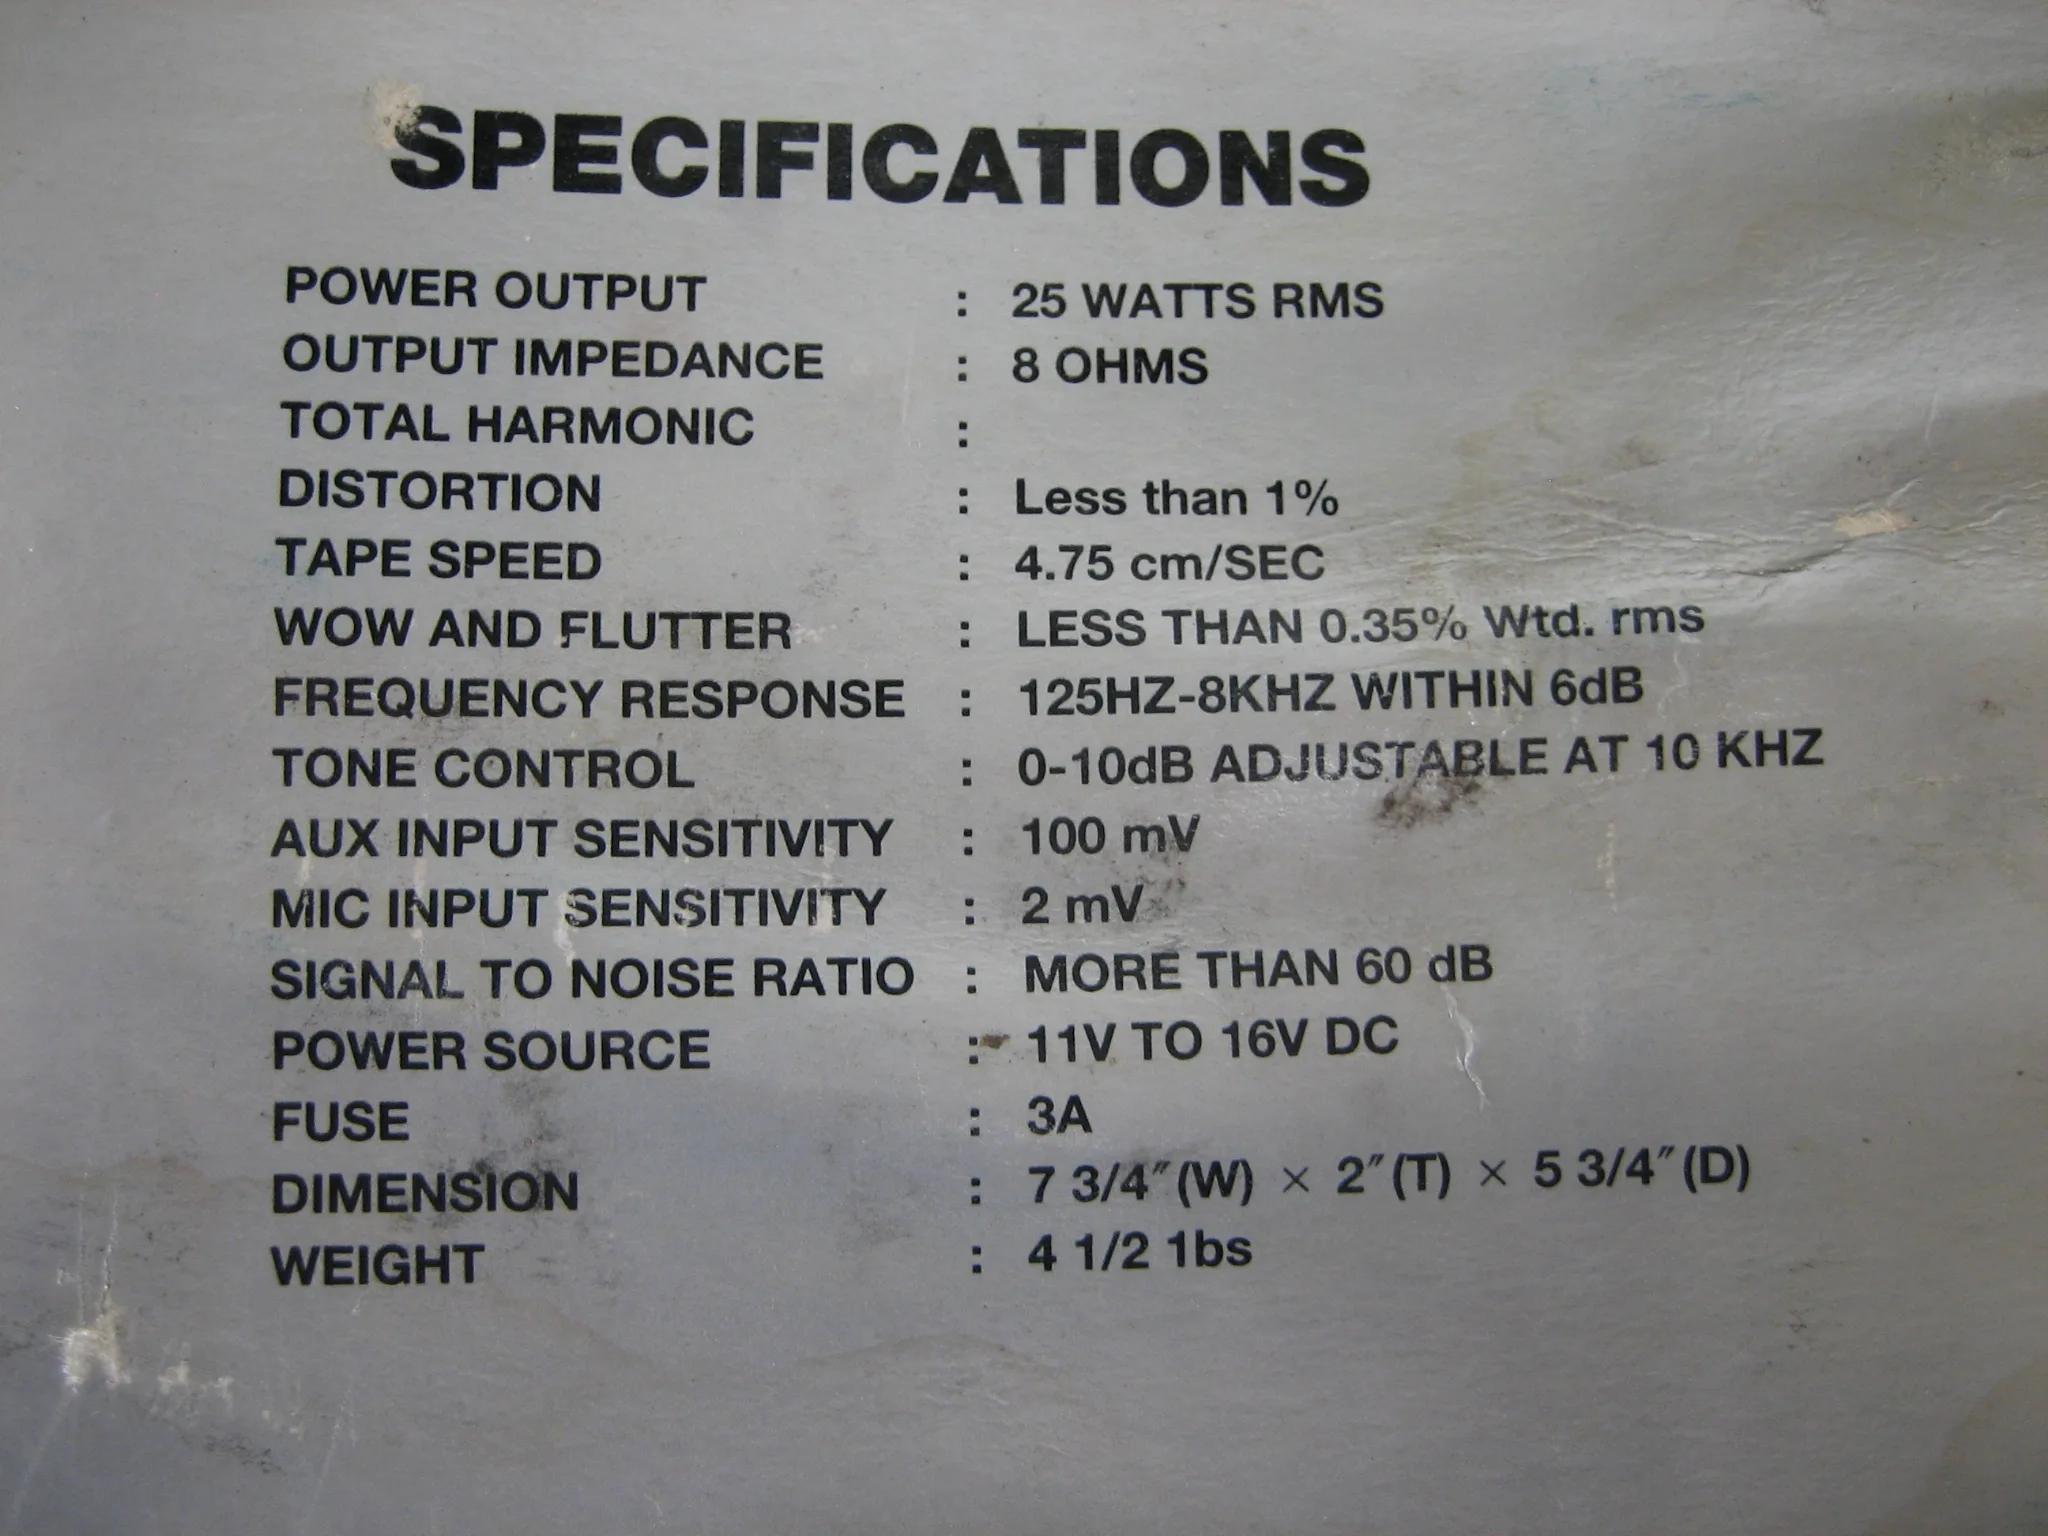 SPECIFICATIONS
POWER OUTPUT : 25 WATTS RMS
OUTPUT IMPEDANCE : 8 OHMS
TOTAL HARMONIC :
DISTORTION : Less than 1%
TAPE SPEED : 4.75 cm/SEC
WOW AND FLUTTER : LESS THAN 0.35% Wtd. rms
FREQUENCY RESPONSE : 125HZ-8KHZ WITHIN 6dB
TONE CONTROL : 0-10dB ADJUSTABLE AT 10 KHZ
AUX INPUT SENSITIVITY : 100 mV
MIC INPUT SENSITIVITY : 2 mV
SIGNAL TO NOISE RATIO : MORE THAN 60 dB
POWER SOURCE : 11V TO 16V DC
FUSE : 3A
DIMENSION : 7 3/4″ (W) × 2″ (T) × 5 3/4″ (D)
WEIGHT : 4 1/2 1bs